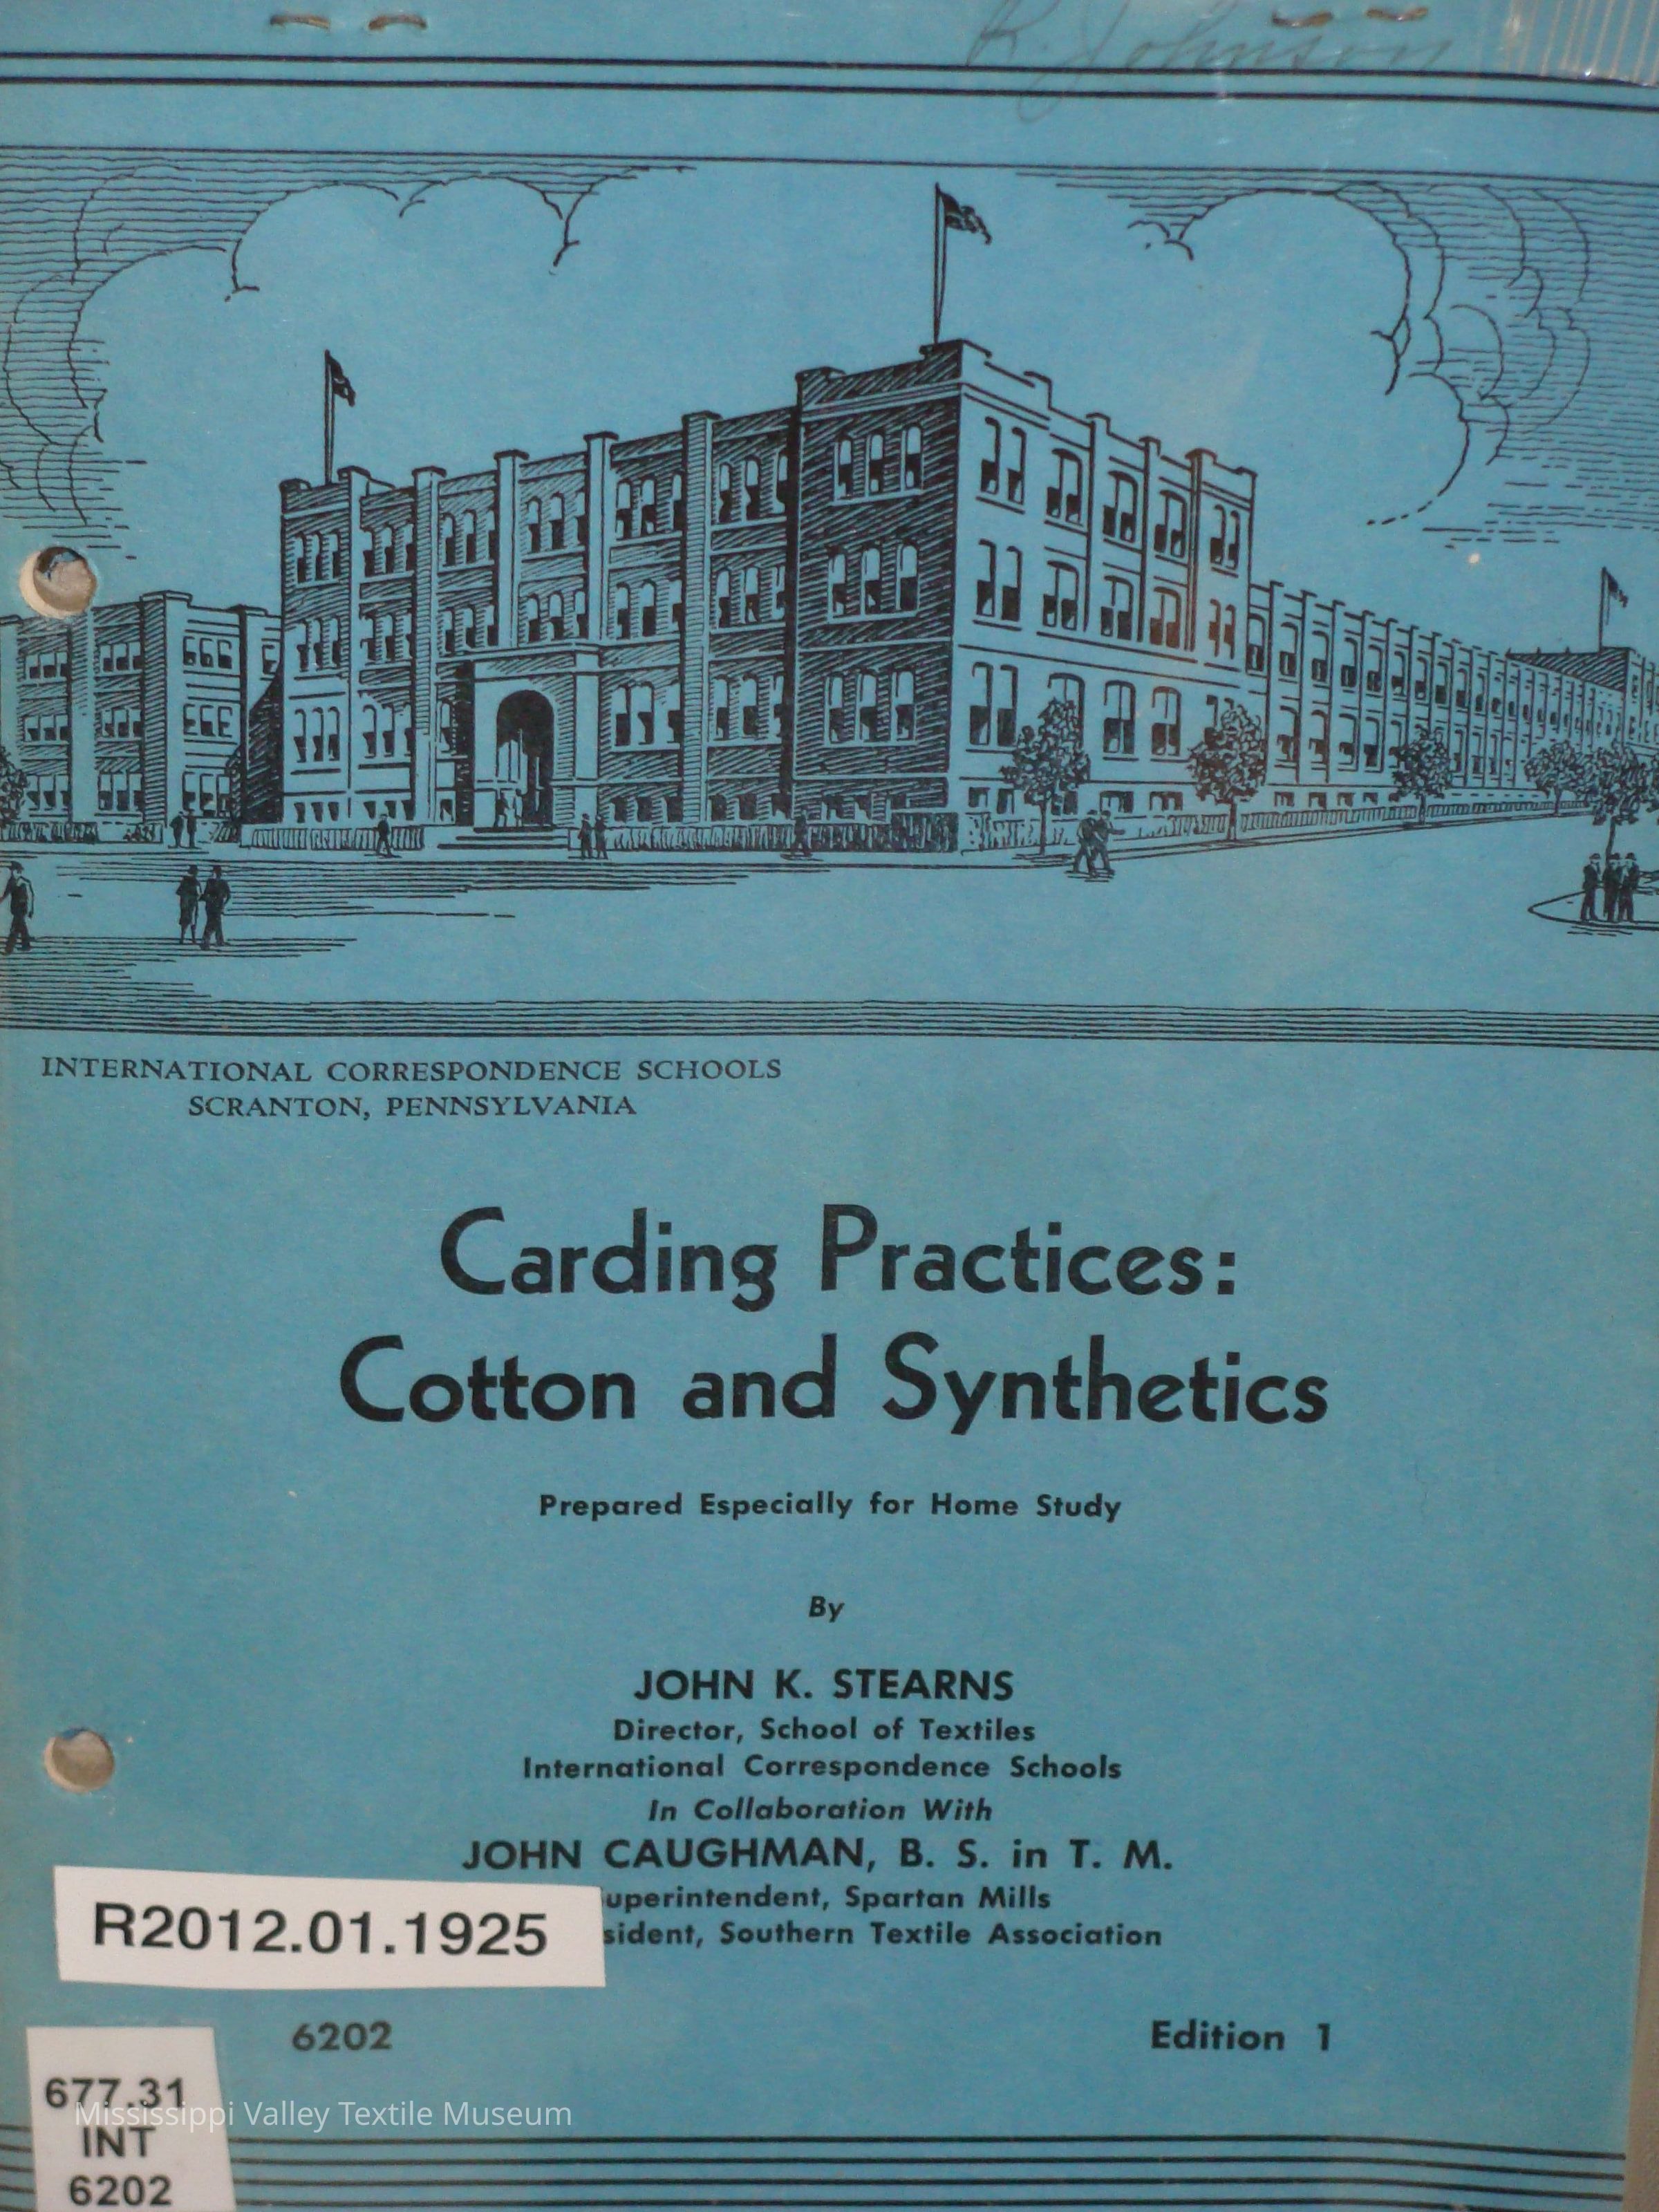 R. Johnson
INTERNATIONAL CORRESPONDENCE SCHOOLS
SCRANTON, PENNSYLVANIA
Carding Practices:
Cotton and Synthetics
Prepared Especially for Home Study
By
JOHN K. STEARNS
Director, School of Textiles
International Correspondence Schools
In Collaboration With
JOHN CAUGHMAN, B. S. in T. M.
uperintendent, Spartan Mills
sident, Southern Textile Association
R2012.01.1925
6202
Edition 1
677.31
INT
6202
Mississippi Valley Textile Museum